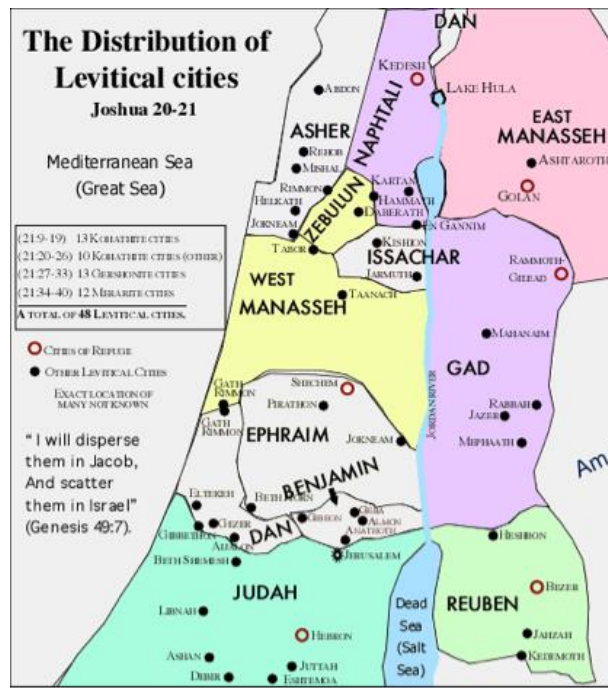 The Distribution of
Levitical cities
Joshua 20-21
Mediterranean Sea
(Great Sea)
(21:9-19) 13 KOHATHITE CITIES
(21:20-26) 10 KOHATHITE CITIES (OTHER)
(21:27-33) 13 GERSHONITE CITIES
(21:34-40) 12 MERARITE CITIES
A TOTAL OF 48 LEVITICAL CITIES.
CITIES OF REFUGE
OTHER LEVITICAL CITIES
EXACT LOCATION OF
MANY NOT KNOWN
“ I will disperse
them in Jacob,
And scatter
them in Israel”
(Genesis 49:7).
DAN
KEDESH
LAKE HULA
ABDON
NAPHTALI
EAST
MANASSEH
ASHTAROTH
GOLAN
ASHER
REHOB
MISHAL
RIMMON
HELKATH
JOKNEAM
ZEBULUN
KARTAN
HAMMATH
DABERATH
EN GANNIM
TABOR
KISHION
ISSACHAR
JARMUTH
RAMMOTH-
GILEAD
WEST
MANASSEH
TAANACH
MAHANAIM
GAD
SHECHEM
GATH
RIMMON
PIRATHON
GATH
RIMMON
EPHRAIM
JOKNEAM
JORDAN RIVER
RABBAH
JAZER
MEPHAATH
Am
BENJAMIN
ELTEKEH
BETH HORN
GIBEON
GEBA
ALMON
ANATHOTH
GEZER
GIBBETHON
DAN
AIJALON
BETH SHEMESH
JERUSALEM
HESHBON
JUDAH
REUBEN
BEZER
LIBNAH
Dead
Sea
(Salt
Sea)
HEBRON
JAHZAH
ASHAN
JUTTAH
KEDEMOTH
DEBIR
ESHTEMOA